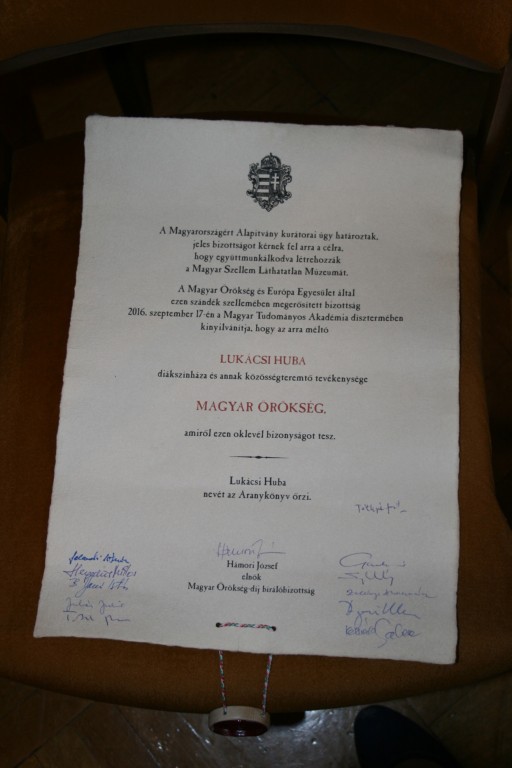 A Magyarországért Alapítvány kurátorai úgy határoztak,
jeles bizottságot kérnek fel arra a célra,
hogy együttmunkálkodva létrehozzák
a Magyar Szellem Láthatatlan Múzeumát.
A Magyar Örökség és Európa Egyesület által
ezen szándék szellemében megerősített bizottság
2016. szeptember 17-én a Magyar Tudományos Akadémia dísztermében
kinyilvánítja, hogy az arra méltó
LUKÁCSI HUBA
diákszínháza és annak közösségteremtő tevékenysége
MAGYAR ÖRÖKSÉG,
amiről ezen oklevél bizonyságot tesz.
Lukácsi Huba
nevét az Aranykönyv őrzi.
Hámori József
elnök
Magyar Örökség-díj bírálóbizottság